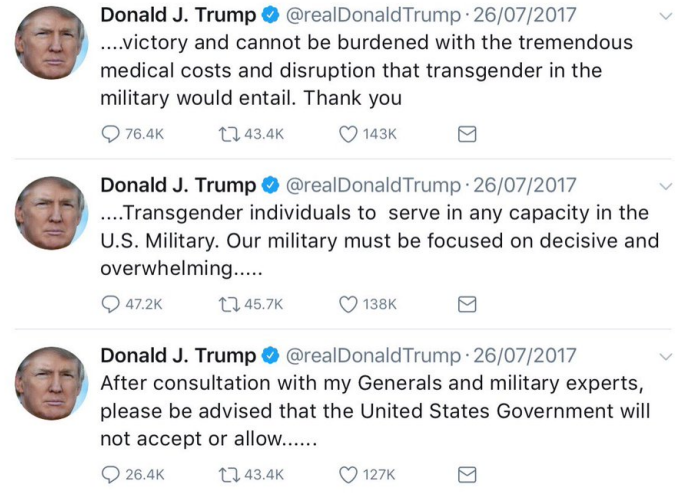 Donald J. Trump @realDonaldTrump · 26/07/2017
....victory and cannot be burdened with the tremendous
medical costs and disruption that transgender in the
military would entail. Thank you
76.4K 43.4K 143K
Donald J. Trump @realDonaldTrump · 26/07/2017
....Transgender individuals to serve in any capacity in the
U.S. Military. Our military must be focused on decisive and
overwhelming.....
47.2K 45.7K 138K
Donald J. Trump @realDonaldTrump · 26/07/2017
After consultation with my Generals and military experts,
please be advised that the United States Government will
not accept or allow......
26.4K 43.4K 127K